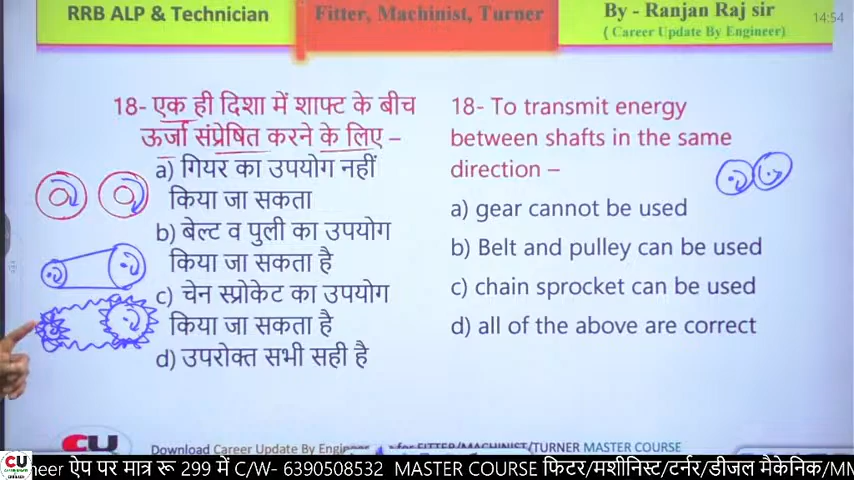 RRB ALP & Technician
Fitter, Machinist, Turner
By - Ranjan Raj sir
( Career Update By Engineer)
14:54
18- एक ही दिशा में शाफ्ट के बीच
ऊर्जा संप्रेषित करने के लिए –
a) गियर का उपयोग नहीं
किया जा सकता
b) बेल्ट व पुली का उपयोग
किया जा सकता है
c) चेन स्प्रोकेट का उपयोग
किया जा सकता है
d) उपरोक्त सभी सही है
18- To transmit energy
between shafts in the same
direction –
a) gear cannot be used
b) Belt and pulley can be used
c) chain sprocket can be used
d) all of the above are correct
CU
Download Career Update By Engineer for FITTER/MACHINIST/TURNER MASTER COURSE
CU
neer ऐप पर मात्र रू 299 में C/W- 6390508532 MASTER COURSE फिटर/मशीनिस्ट/टर्नर/डीजल मैकेनिक/MM